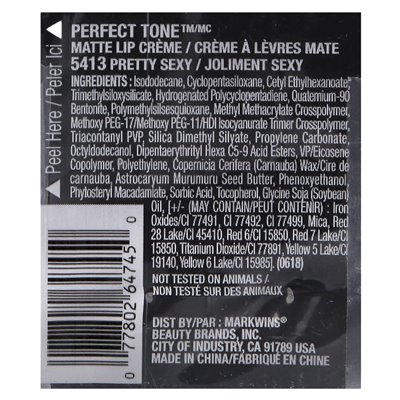 Peel Here / Peler Ici
PERFECT TONE™/MC
MATTE LIP CRÈME / CRÈME À LÈVRES MATE
5413 PRETTY SEXY / JOLIMENT SEXY
INGREDIENTS : Isododecane, Cyclopentasiloxane, Cetyl Ethylhexanoate,
Trimethylsiloxysilicate, Hydrogenated Polycyclopentadiene, Quaternium-90
Bentonite, Polymethylsilsesquioxane, Methyl Methacrylate Crosspolymer,
Methoxy PEG-17/Methoxy PEG-11/HDI Isocyanurate Trimer Crosspolymer,
Triacontanyl PVP, Silica Dimethyl Silylate, Propylene Carbonate,
Octyldodecanol, Dipentaerythrityl Hexa C5-9 Acid Esters, VP/Eicosene
Copolymer, Polyethylene, Copernicia Cerifera (Carnauba) Wax/Cire de
carnauba, Astrocaryum Murumuru Seed Butter, Phenoxyethanol,
Phytosteryl Macadamiate, Sorbic Acid, Tocopherol, Glycine Soja (Soybean)
Oil, [+/- (MAY CONTAIN/PEUT CONTENIR) : Iron
Oxides/CI 77491, CI 77492, CI 77499, Mica, Red
28 Lake/CI 45410, Red 6/CI 15850, Red 7 Lake/CI
15850, Titanium Dioxide/CI 77891, Yellow 5 Lake/CI
19140, Yellow 6 Lake/CI 15985]. (0618)
NOT TESTED ON ANIMALS /
NON TESTÉ SUR DES ANIMAUX
DIST BY/PAR : MARKWINS®
BEAUTY BRANDS, INC.
CITY OF INDUSTRY, CA 91789 USA
MADE IN CHINA/FABRIQUÉ EN CHINE
0 77802 64745 0